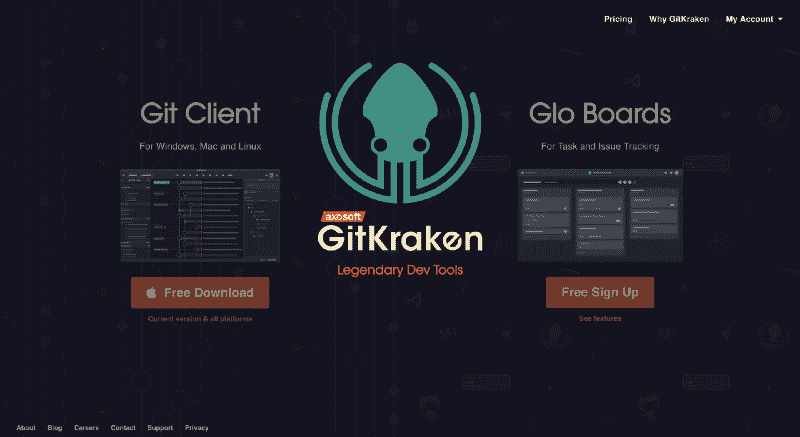 Pricing Why GitKraken My Account
Git Client
For Windows, Mac and Linux
Free Download
Current version & all platforms
axosoft
GitKraken
Legendary Dev Tools
Glo Boards
For Task and Issue Tracking
Free Sign Up
See features
About Blog Careers Contact Support Privacy